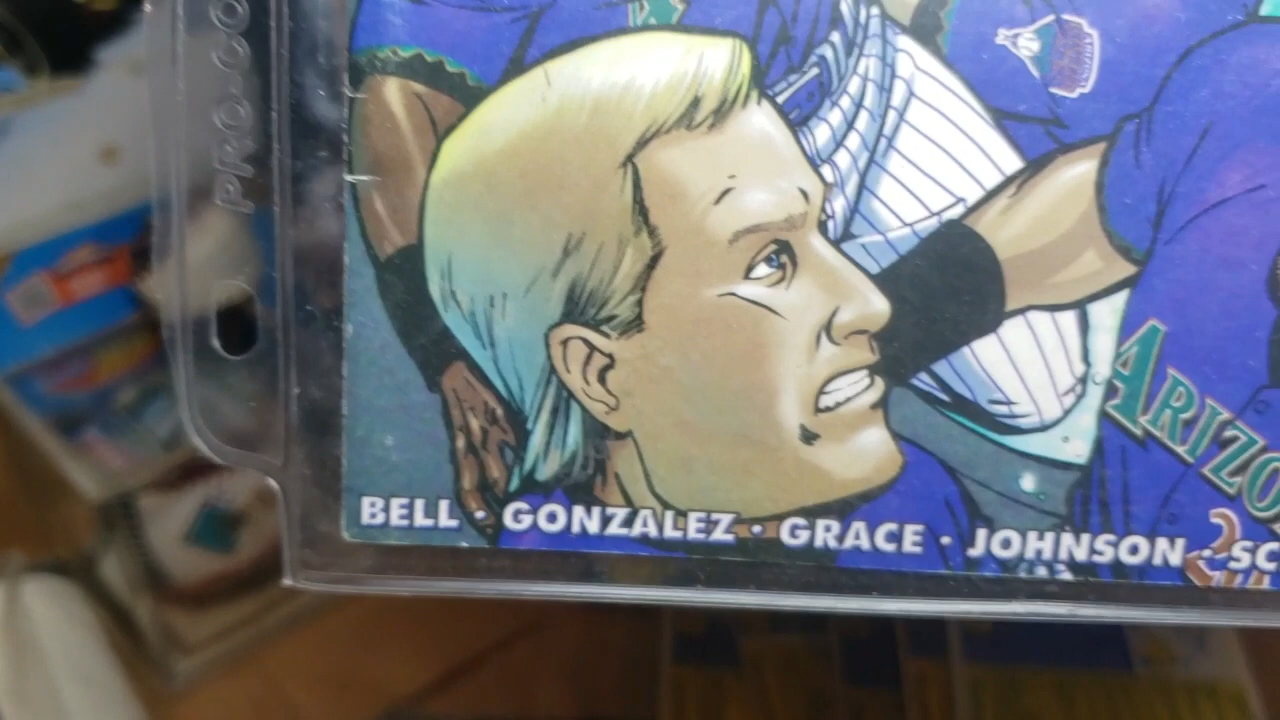 PRO-CO
ARIZO
BELL · GONZALEZ · GRACE · JOHNSON · SC